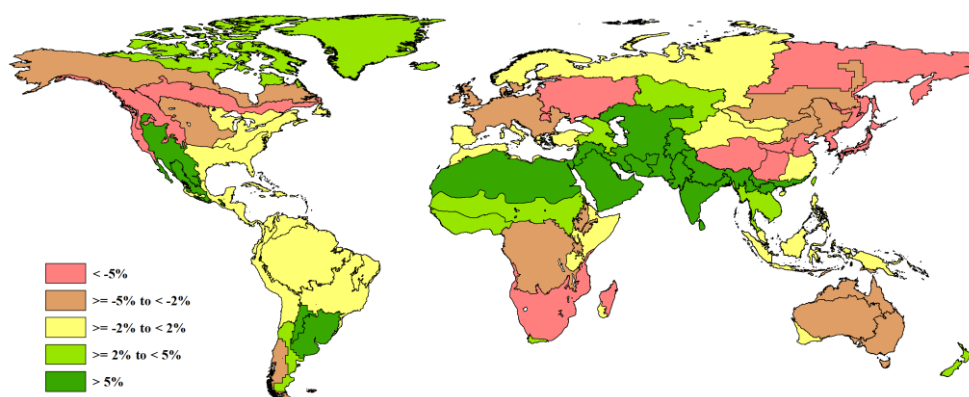 < -5%
>= -5% to < -2%
>= -2% to < 2%
>= 2% to < 5%
> 5%